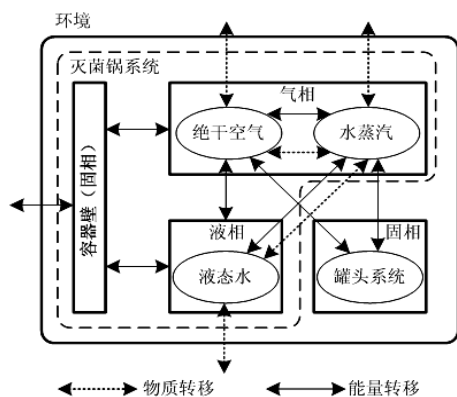 环境
灭菌锅系统
气相
绝干空气
水蒸汽
容器壁（固相）
液相
固相
液态水
罐头系统
物质转移
能量转移